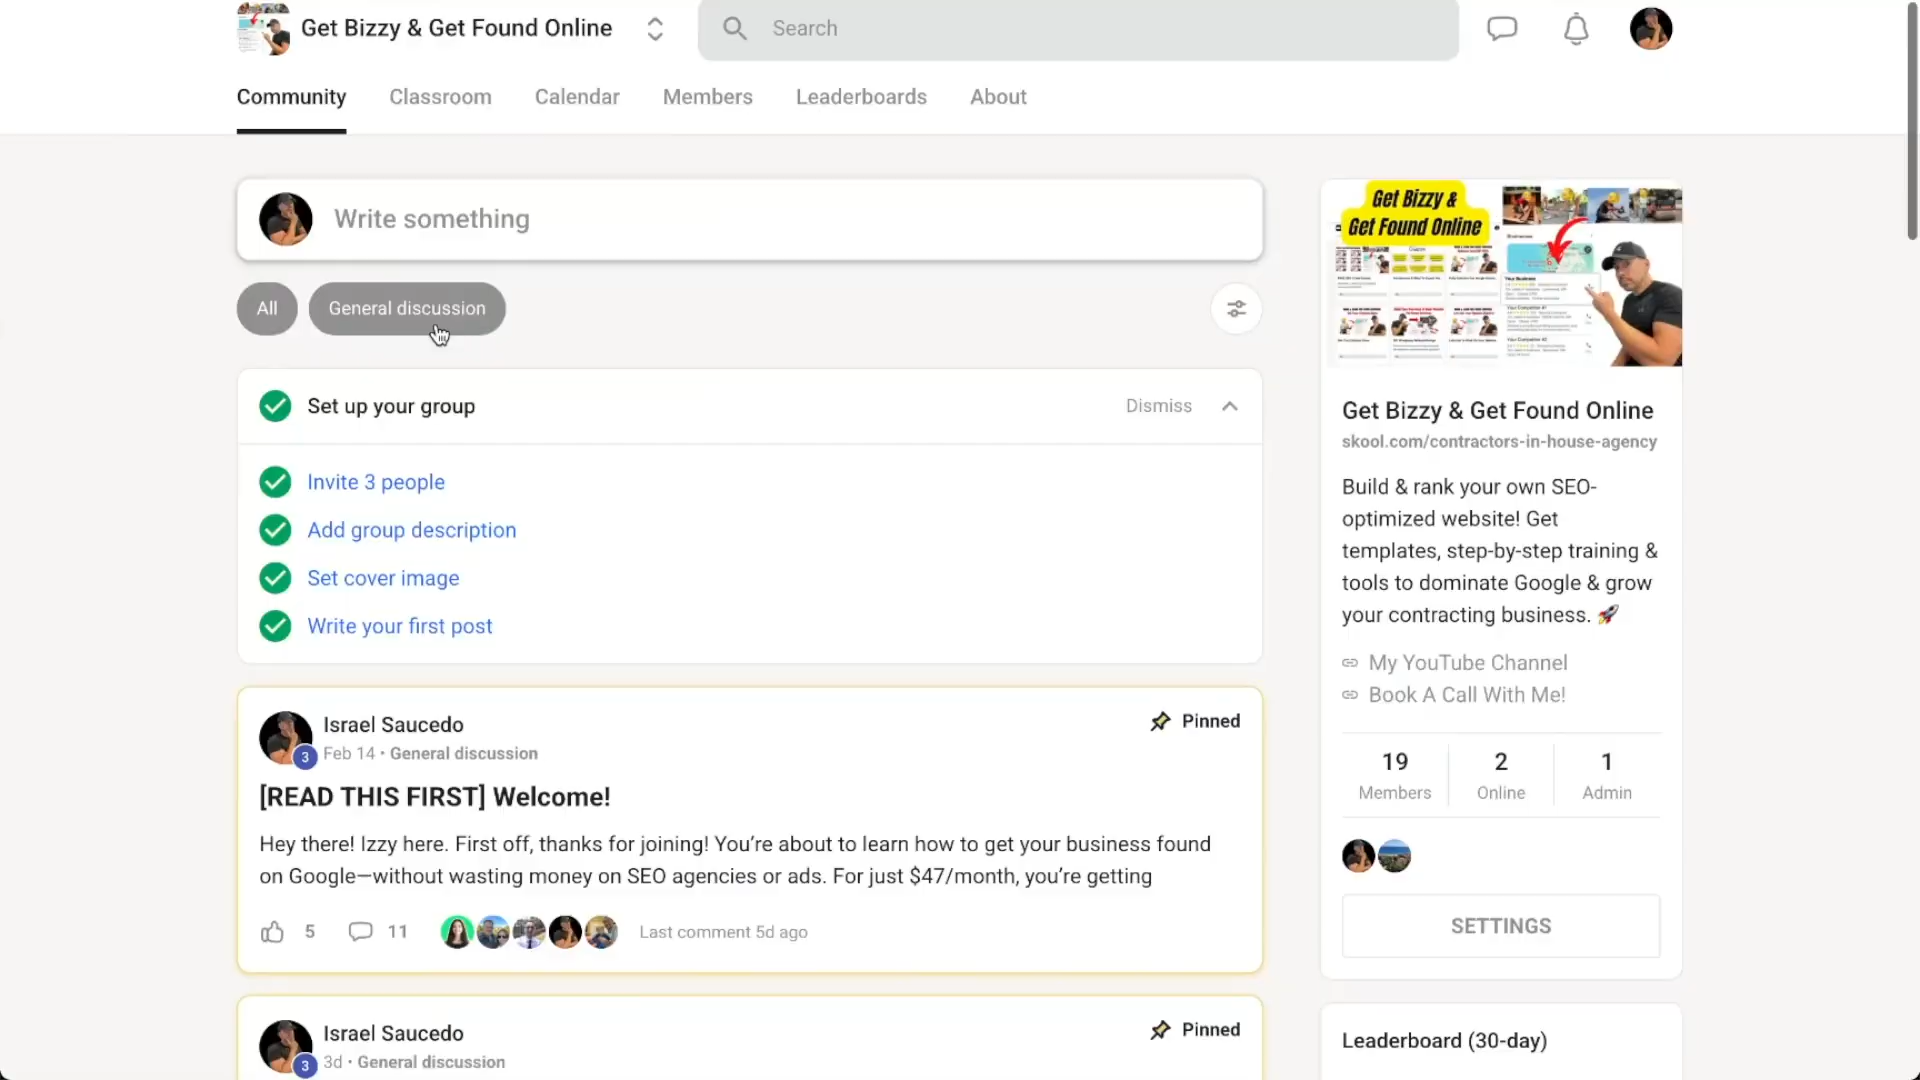 Get Bizzy & Get Found Online
Search
Community
Classroom
Calendar
Members
Leaderboards
About
Write something
All
General discussion
Set up your group
Dismiss
Invite 3 people
Add group description
Set cover image
Write your first post
Israel Saucedo
Pinned
3
Feb 14 • General discussion
[READ THIS FIRST] Welcome!
Hey there! Izzy here. First off, thanks for joining! You’re about to learn how to get your business found
on Google—without wasting money on SEO agencies or ads. For just $47/month, you’re getting
5
11
Last comment 5d ago
Israel Saucedo
Pinned
3
3d • General discussion
Get Bizzy &
Get Found Online
Get Bizzy & Get Found Online
skool.com/contractors-in-house-agency
Build & rank your own SEO-
optimized website! Get
templates, step-by-step training &
tools to dominate Google & grow
your contracting business. 🚀
My YouTube Channel
Book A Call With Me!
19
Members
2
Online
1
Admin
SETTINGS
Leaderboard (30-day)